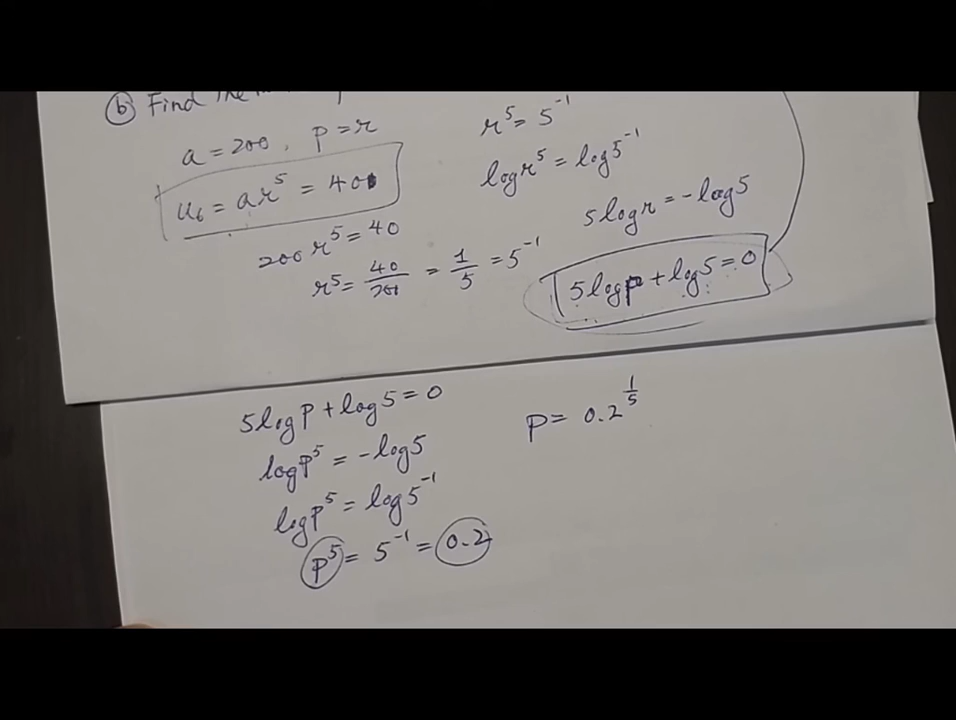 (b) Find the
a = 200, p = r
u₆ = ar⁵ = 40
200 r⁵ = 40
r⁵ = 40/200 = 1/5 = 5⁻¹
r⁵ = 5⁻¹
log r⁵ = log 5⁻¹
5 log r = - log 5
5 log p + log 5 = 0
5 log p + log 5 = 0
log p⁵ = - log 5
log p⁵ = log 5⁻¹
p⁵ = 5⁻¹ = 0.2
p = 0.2^(1/5)